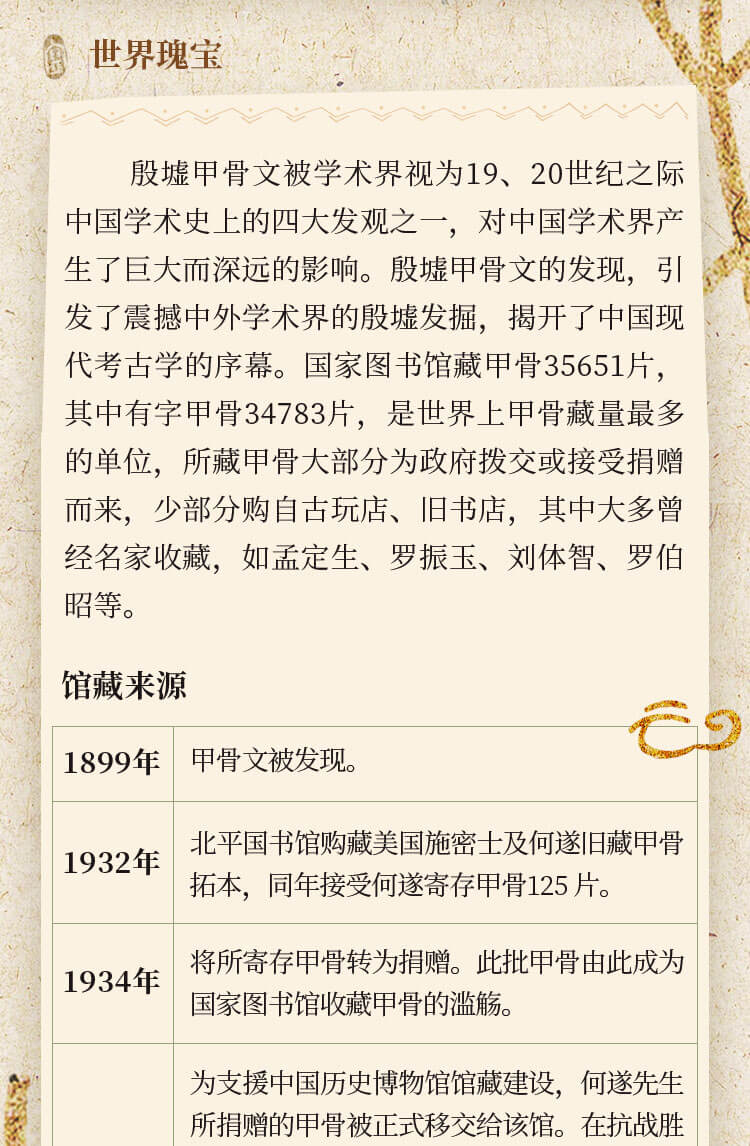 世界瑰宝
殷墟甲骨文被学术界视为19、20世纪之际
中国学术史上的四大发观之一，对中国学术界产
生了巨大而深远的影响。殷墟甲骨文的发现，引
发了震撼中外学术界的殷墟发掘，揭开了中国现
代考古学的序幕。国家图书馆藏甲骨35651片，
其中有字甲骨34783片，是世界上甲骨藏量最多
的单位，所藏甲骨大部分为政府拨交或接受捐赠
而来，少部分购自古玩店、旧书店，其中大多曾
经名家收藏，如孟定生、罗振玉、刘体智、罗伯
昭等。
馆藏来源
1899年
甲骨文被发现。
1932年
北平国书馆购藏美国施密士及何遂旧藏甲骨
拓本，同年接受何遂寄存甲骨125 片。
1934年
将所寄存甲骨转为捐赠。此批甲骨由此成为
国家图书馆收藏甲骨的滥觞。
为支援中国历史博物馆馆藏建设，何遂先生
所捐赠的甲骨被正式移交给该馆。在抗战胜